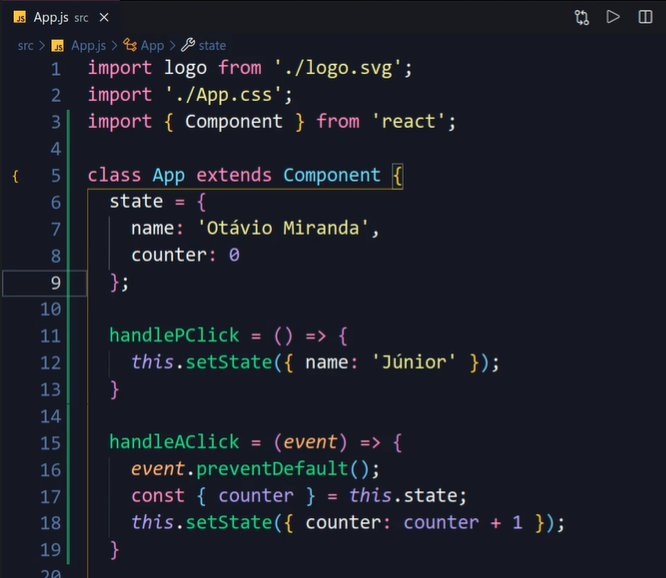 App.js src
src > App.js > App > state
1 import logo from './logo.svg';
2 import './App.css';
3 import { Component } from 'react';
4
{ 5 class App extends Component {
6 state = {
7 name: 'Otávio Miranda',
8 counter: 0
9 };
10
11 handlePClick = () => {
12 this.setState({ name: 'Júnior' });
13 }
14
15 handleAClick = (event) => {
16 event.preventDefault();
17 const { counter } = this.state;
18 this.setState({ counter: counter + 1 });
19 }
20